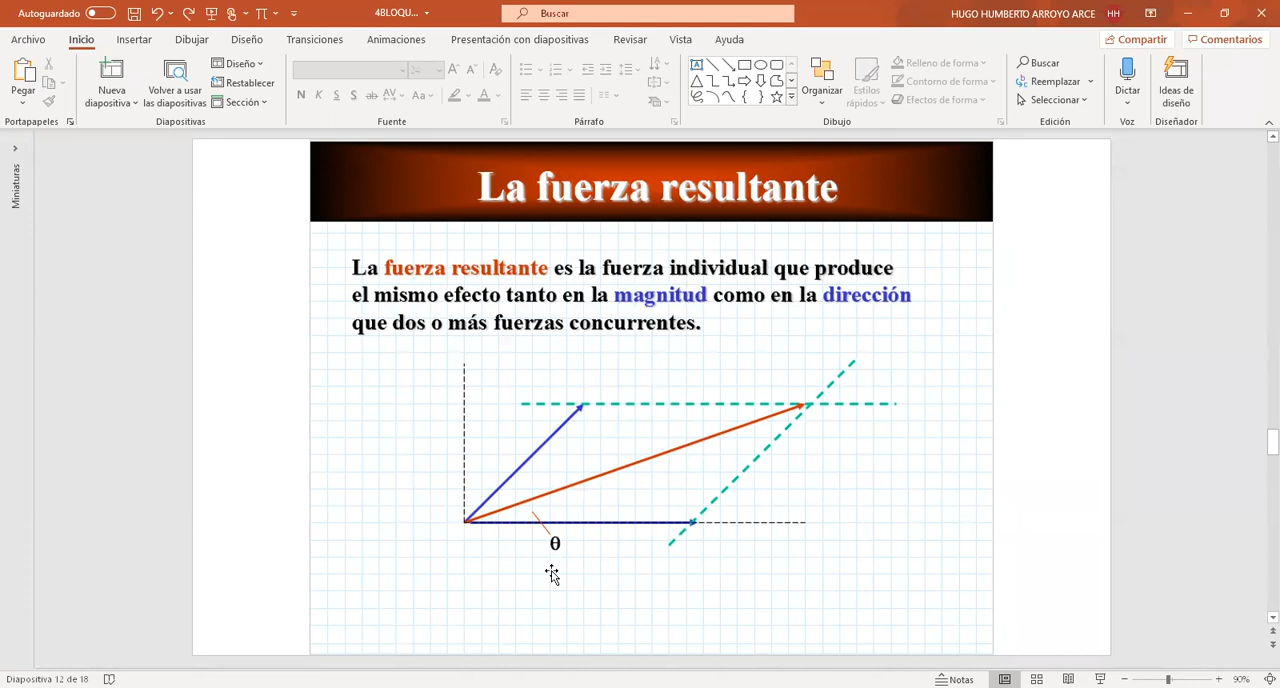 Autoguardado
4BLOQU...
Buscar
HUGO HUMBERTO ARROYO ARCE HH
Archivo Inicio Insertar Dibujar Diseño Transiciones Animaciones Presentación con diapositivas Revisar Vista Ayuda
Compartir Comentarios
Pegar
Portapapeles
Nueva diapositiva
Volver a usar las diapositivas
Diseño
Restablecer
Sección
Diapositivas
N K S S ab AV Aa A
Fuente
Párrafo
Organizar
Estilos rápidos
Relleno de forma
Contorno de forma
Efectos de forma
Dibujo
Buscar
Reemplazar
Seleccionar
Edición
Dictar
Voz
Ideas de diseño
Diseñador
Miniaturas
La fuerza resultante
La fuerza resultante es la fuerza individual que produce
el mismo efecto tanto en la magnitud como en la dirección
que dos o más fuerzas concurrentes.
θ
Diapositiva 12 de 18
Notas
90%